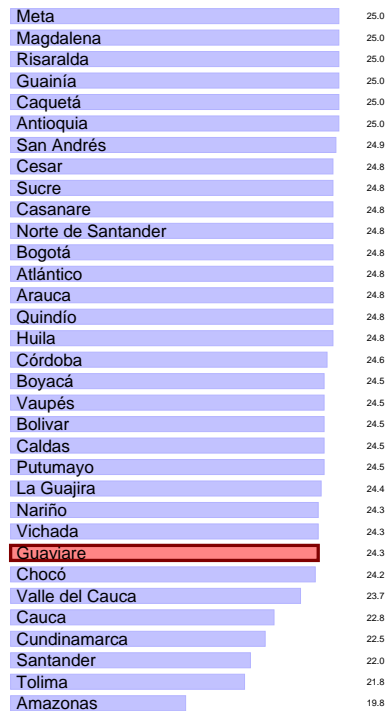 Meta 25.0
Magdalena 25.0
Risaralda 25.0
Guainía 25.0
Caquetá 25.0
Antioquia 25.0
San Andrés 24.9
Cesar 24.8
Sucre 24.8
Casanare 24.8
Norte de Santander 24.8
Bogotá 24.8
Atlántico 24.8
Arauca 24.8
Quindío 24.8
Huila 24.8
Córdoba 24.6
Boyacá 24.5
Vaupés 24.5
Bolivar 24.5
Caldas 24.5
Putumayo 24.5
La Guajira 24.4
Nariño 24.3
Vichada 24.3
Guaviare 24.3
Chocó 24.2
Valle del Cauca 23.7
Cauca 22.8
Cundinamarca 22.5
Santander 22.0
Tolima 21.8
Amazonas 19.8